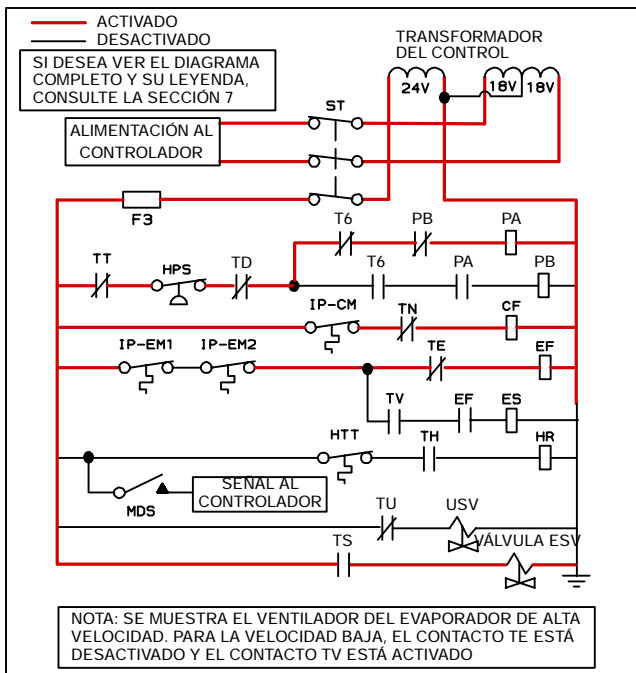 ACTIVADO
DESACTIVADO
TRANSFORMADOR
DEL CONTROL
SI DESEA VER EL DIAGRAMA
COMPLETO Y SU LEYENDA,
CONSULTE LA SECCIÓN 7
24V
18V
18V
ST
ALIMENTACIÓN AL
CONTROLADOR
F3
T6
PB
PA
TT
HPS
TD
T6
PA
PB
IP-CM
TN
CF
IP-EM1
IP-EM2
TE
EF
TV
EF
ES
HTT
TH
HR
SEÑAL AL
CONTROLADOR
MDS
TU
USV
TS
VÁLVULA ESV
NOTA: SE MUESTRA EL VENTILADOR DEL EVAPORADOR DE ALTA
VELOCIDAD. PARA LA VELOCIDAD BAJA, EL CONTACTO TE ESTÁ
DESACTIVADO Y EL CONTACTO TV ESTÁ ACTIVADO